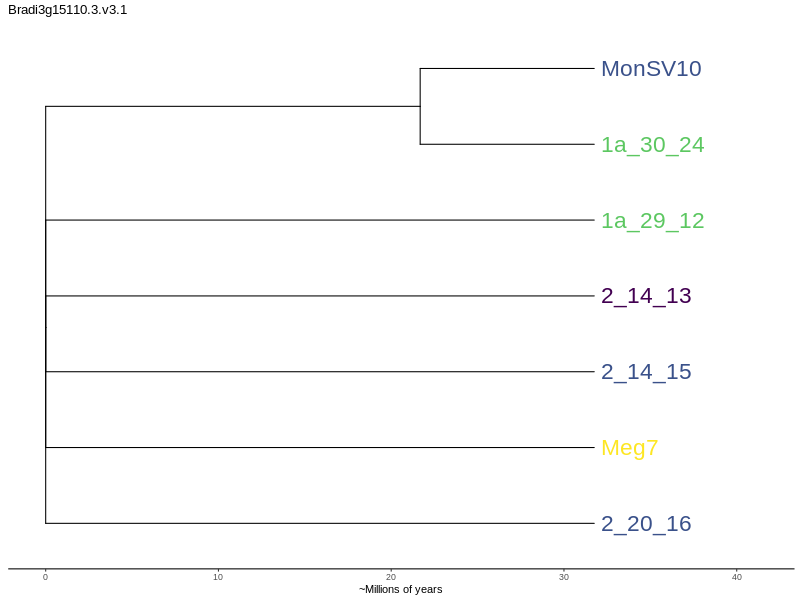 Bradi3g15110.3.v3.1
MonSV10
1a_30_24
1a_29_12
2_14_13
2_14_15
Meg7
2_20_16
0 10 20 30 40
~Millions of years